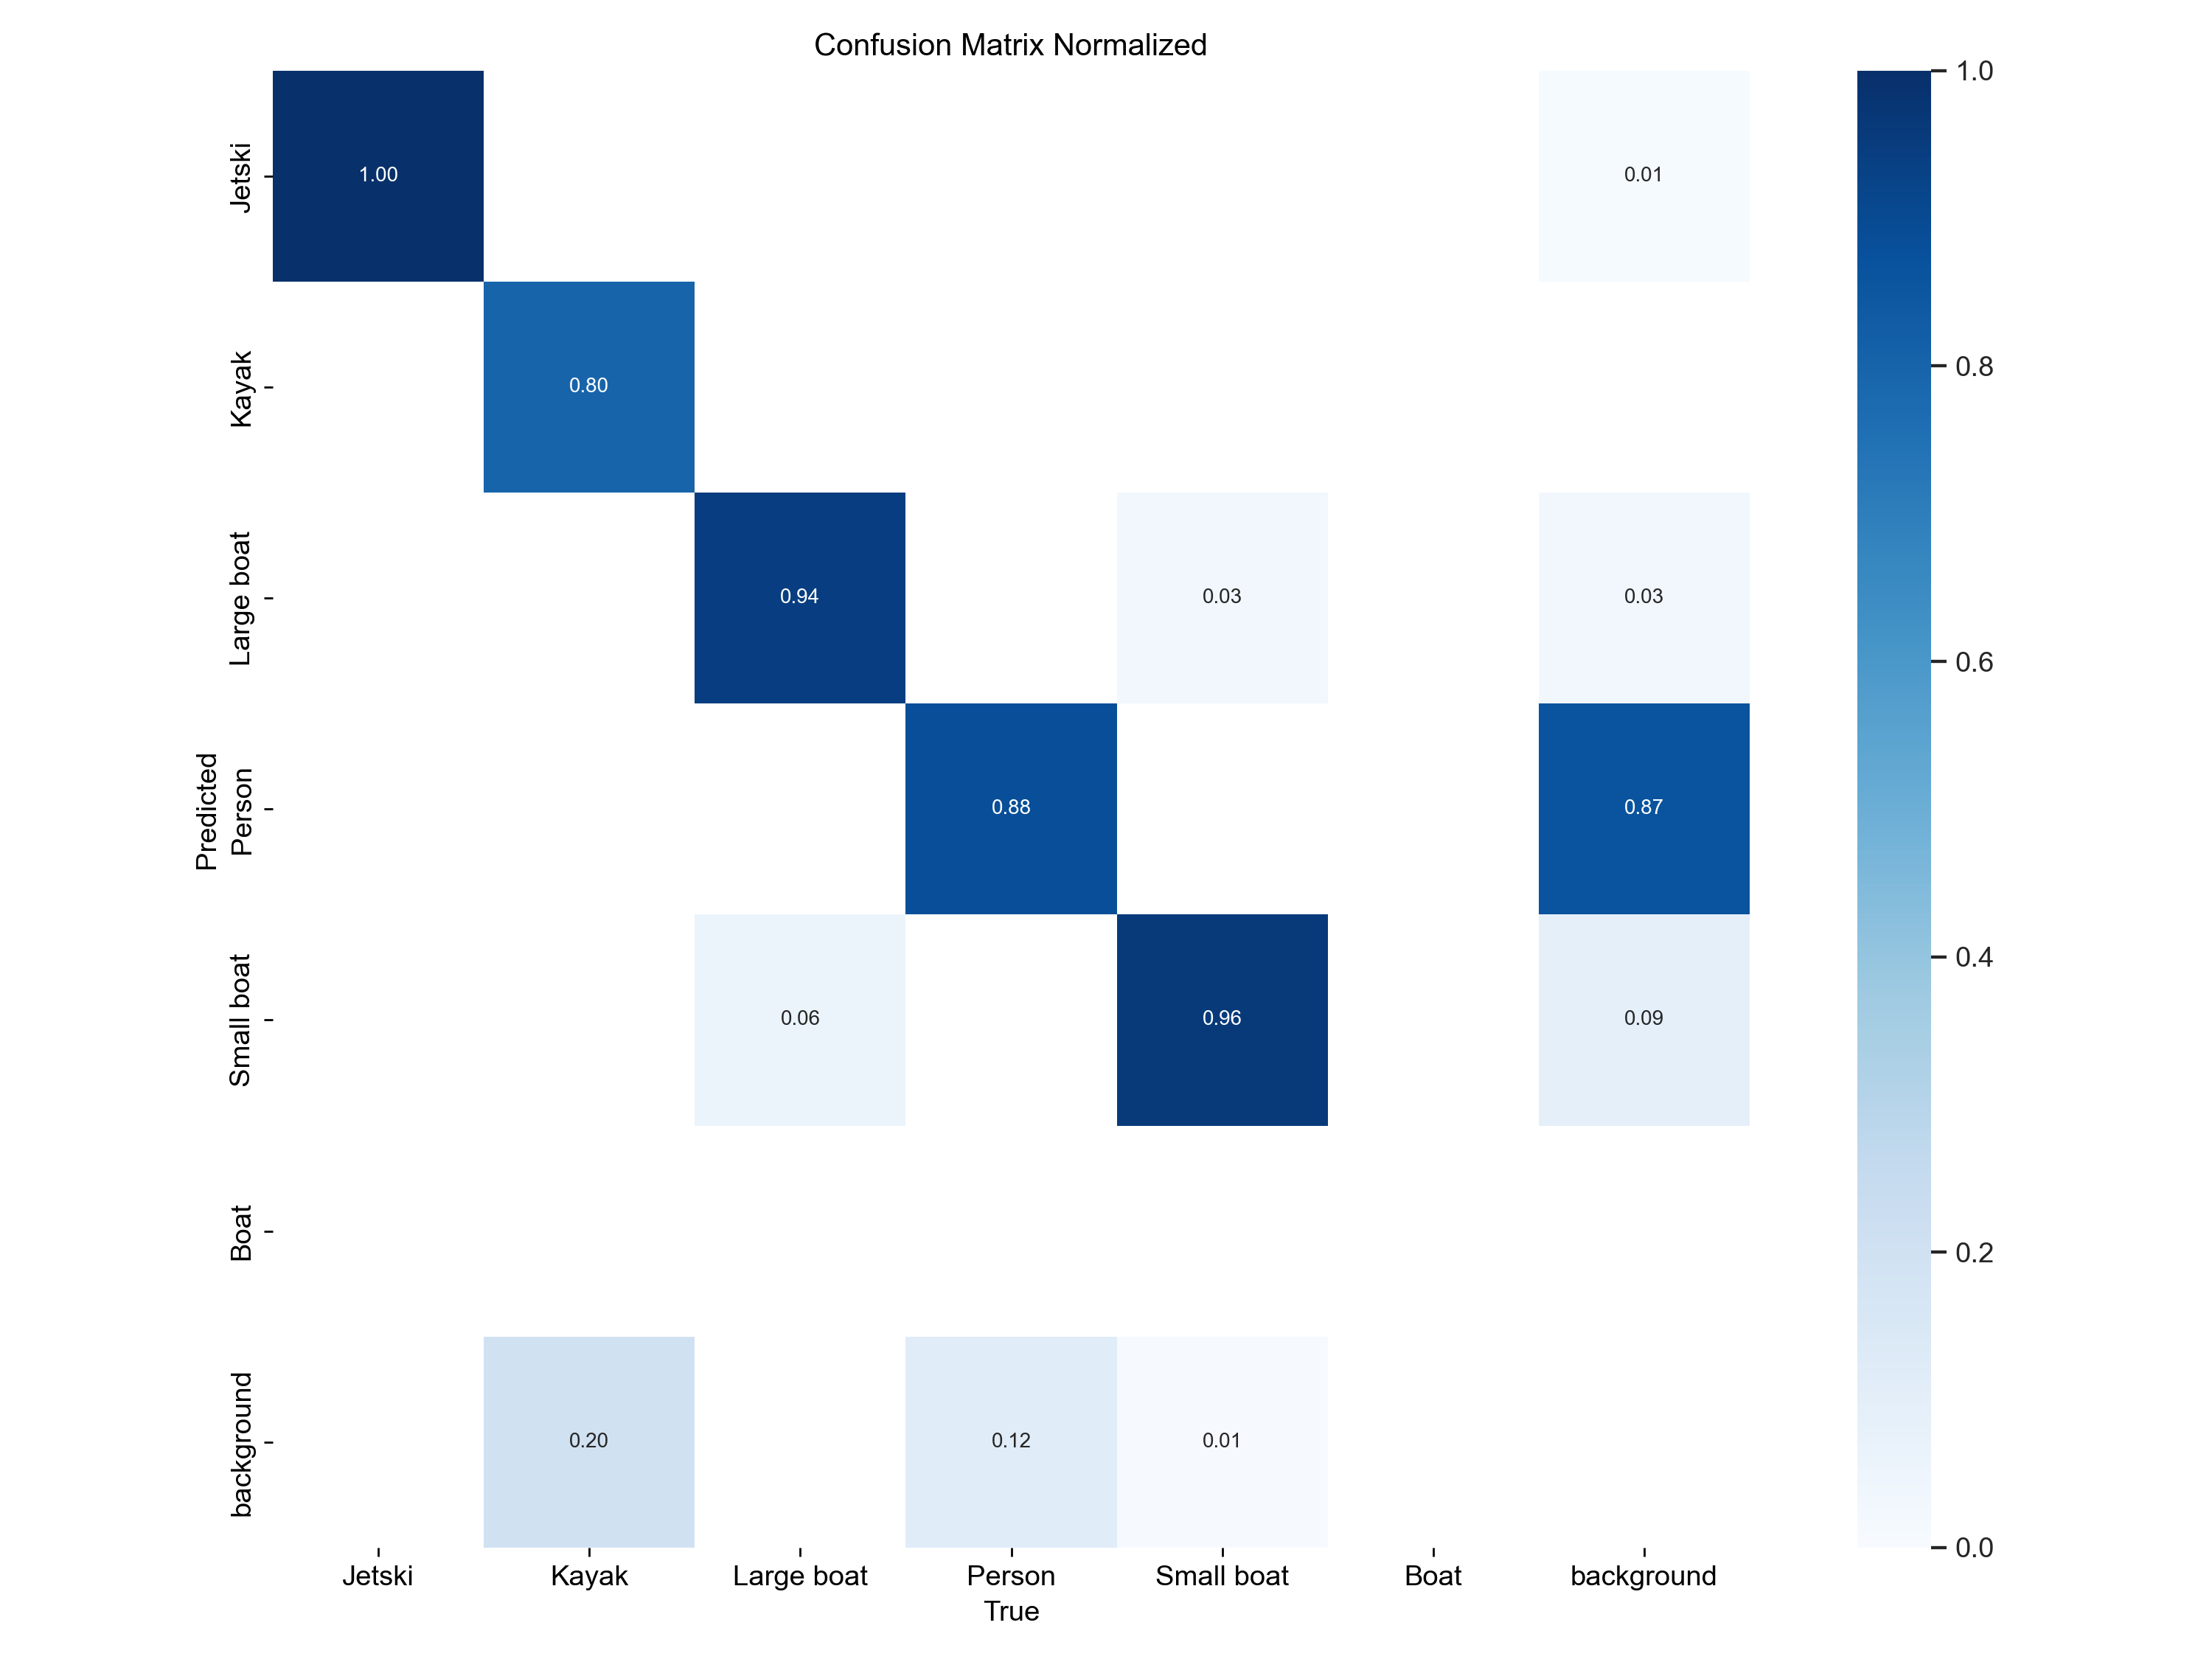 Confusion Matrix Normalized
Jetski
1.00
0.01
1.0
Kayak
0.80
0.8
Large boat
0.94
0.03
0.03
0.6
Predicted
Person
0.88
0.87
Small boat
0.06
0.96
0.09
0.4
Boat
0.2
background
0.20
0.12
0.01
0.0
Jetski Kayak Large boat Person Small boat Boat background
True